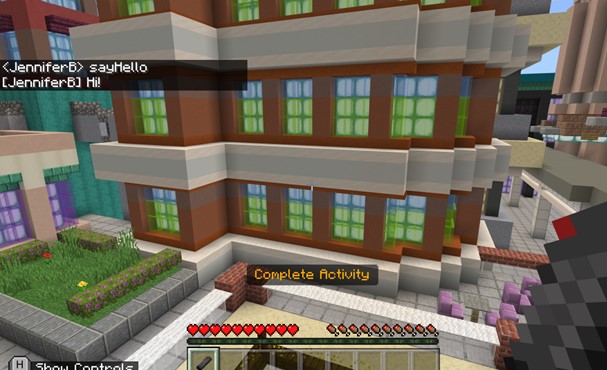 <JenniferB> sayHello
[JenniferB] Hi!
Complete Activity
H Show Controls